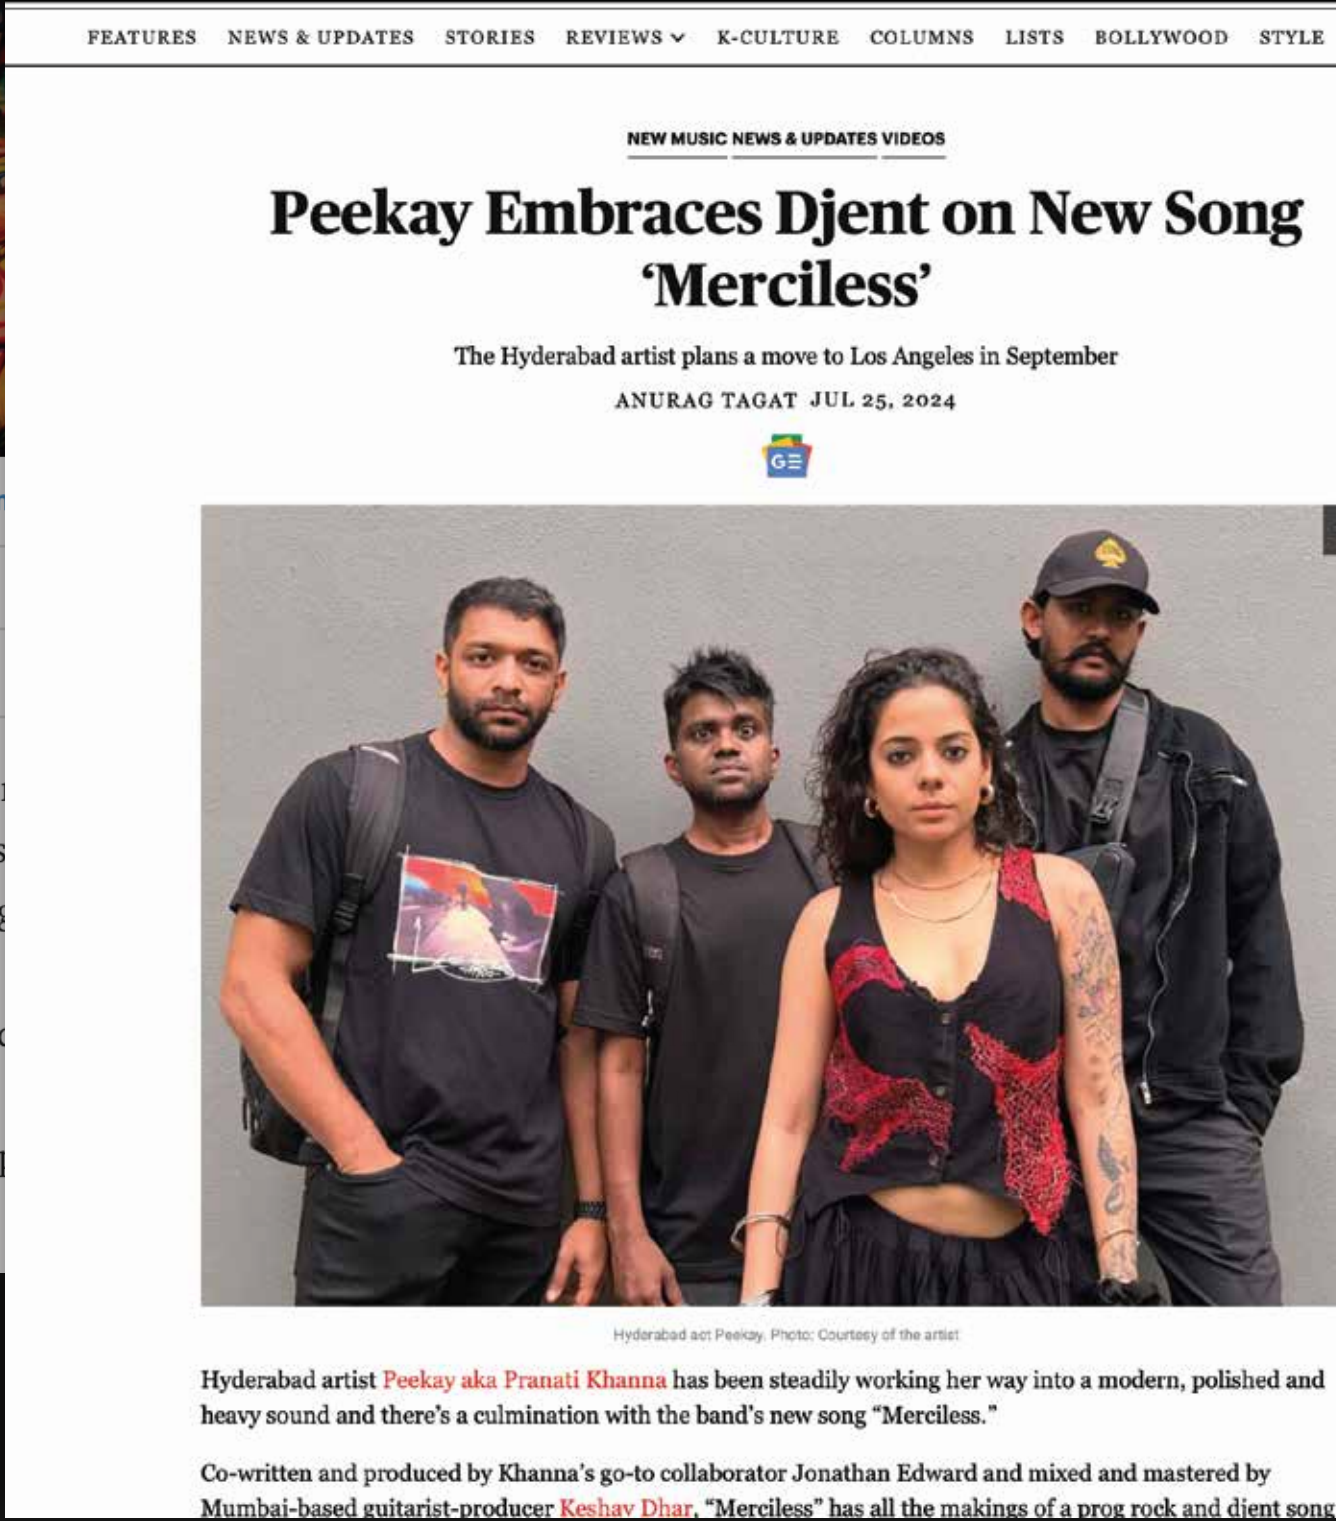 FEATURES NEWS & UPDATES STORIES REVIEWS K-CULTURE COLUMNS LISTS BOLLYWOOD STYLE
NEW MUSIC NEWS & UPDATES VIDEOS
Peekay Embraces Djent on New Song
‘Merciless’
The Hyderabad artist plans a move to Los Angeles in September
ANURAG TAGAT JUL 25, 2024
GE
Hyderabad act Peekay. Photo: Courtesy of the artist
Hyderabad artist Peekay aka Pranati Khanna has been steadily working her way into a modern, polished and
heavy sound and there’s a culmination with the band’s new song “Merciless.”
Co-written and produced by Khanna’s go-to collaborator Jonathan Edward and mixed and mastered by
Mumbai-based guitarist-producer Keshav Dhar, “Merciless” has all the makings of a prog rock and djent song